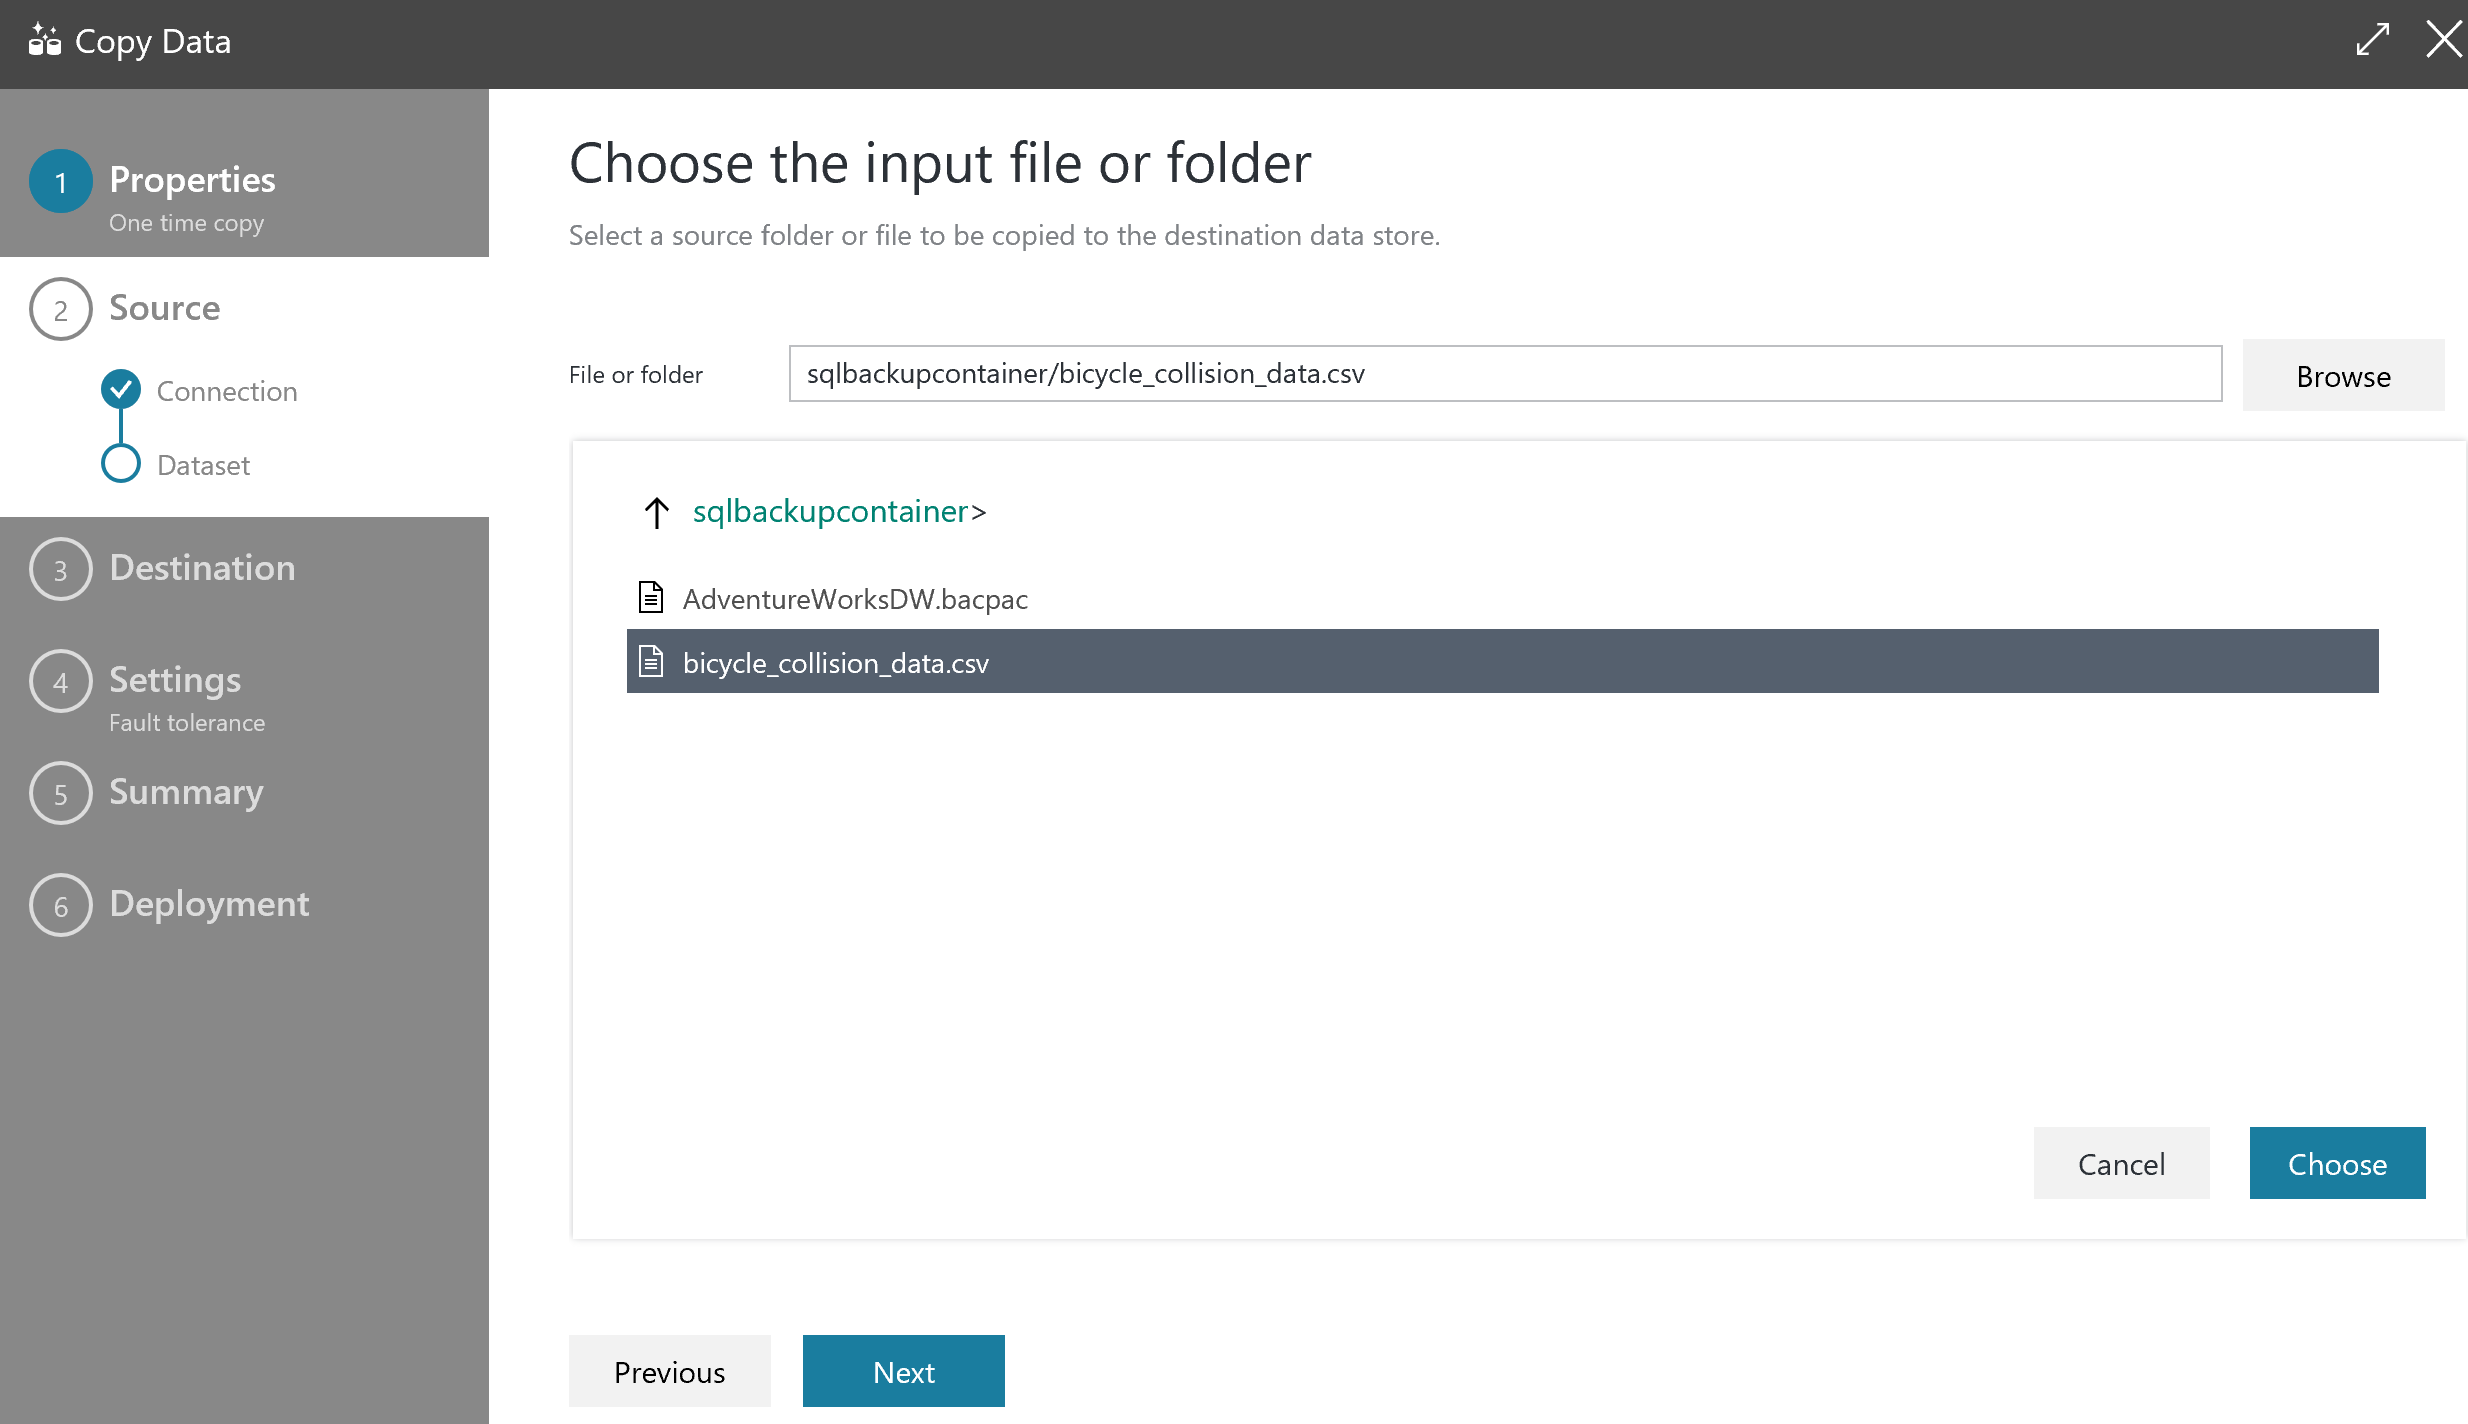 Copy Data
1
Properties
One time copy
2
Source
Connection
Dataset
3
Destination
4
Settings
Fault tolerance
5
Summary
6
Deployment
Choose the input file or folder
Select a source folder or file to be copied to the destination data store.
File or folder
sqlbackupcontainer/bicycle_collision_data.csv
Browse
sqlbackupcontainer>
AdventureWorksDW.bacpac
bicycle_collision_data.csv
Cancel
Choose
Previous
Next